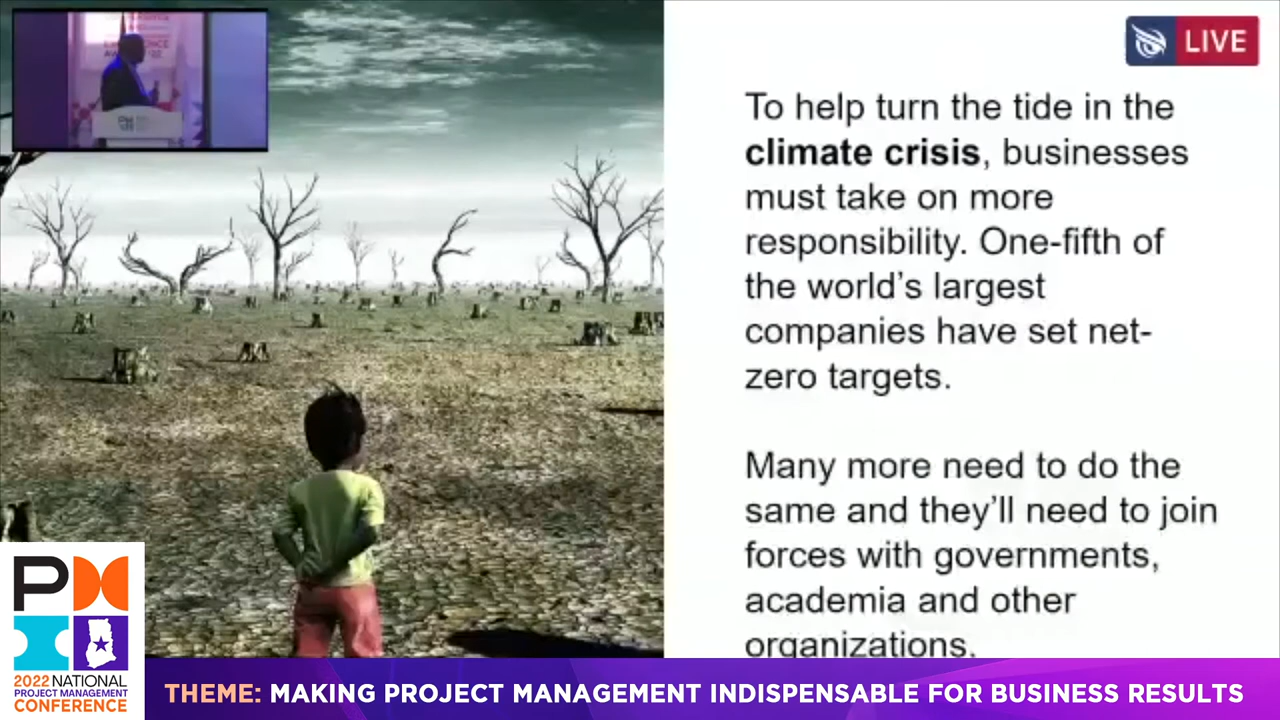 LIVE
To help turn the tide in the
climate crisis, businesses
must take on more
responsibility. One-fifth of
the world’s largest
companies have set net-
zero targets.
Many more need to do the
same and they’ll need to join
forces with governments,
academia and other
organizations.
2022 NATIONAL
PROJECT MANAGEMENT
CONFERENCE
THEME: MAKING PROJECT MANAGEMENT INDISPENSABLE FOR BUSINESS RESULTS